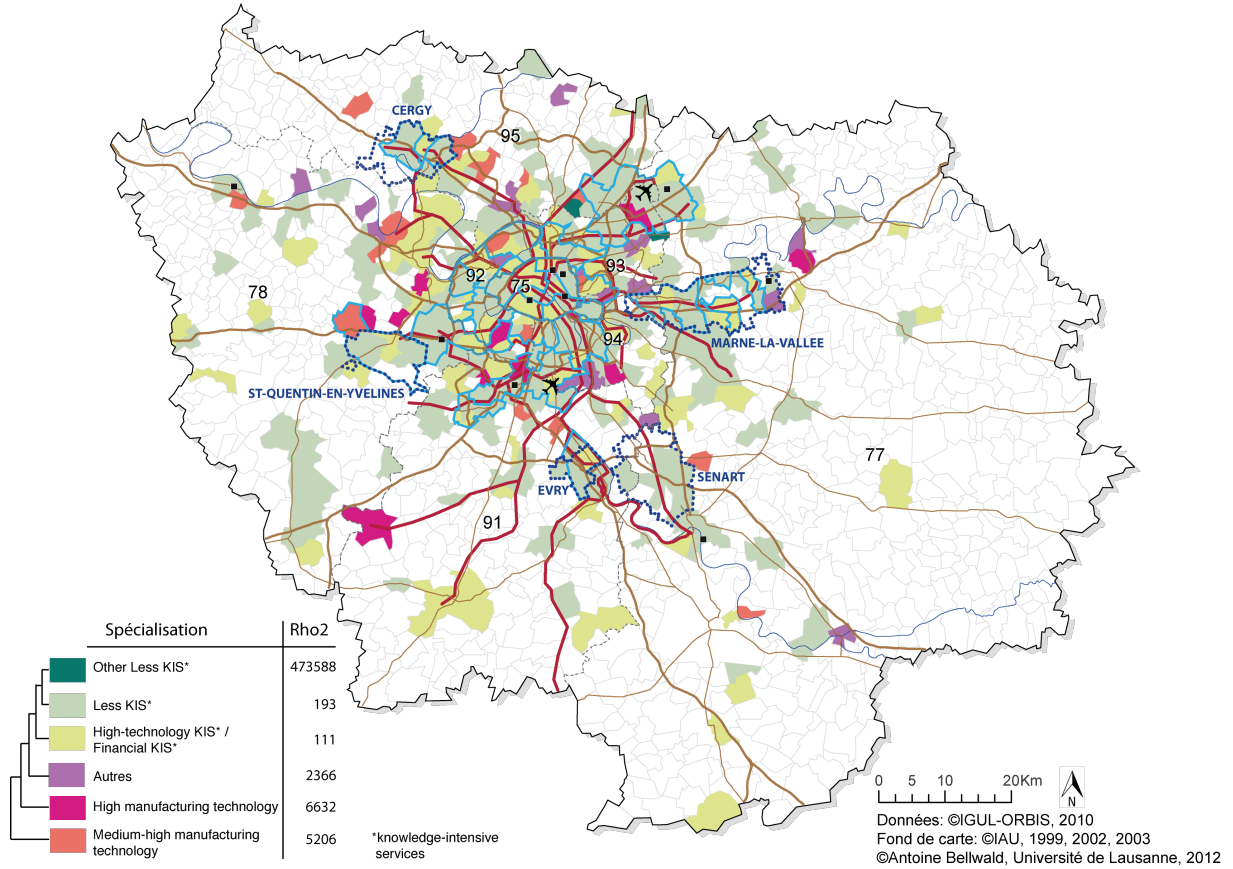 CERGY
95
92
93
75
78
94
MARNE-LA-VALLEE
ST-QUENTIN-EN-YVELINES
77
SENART
EVRY
91
Spécialisation Rho2
Other Less KIS* 473588
Less KIS* 193
High-technology KIS* /
Financial KIS* 111
Autres 2366
High manufacturing technology 6632
Medium-high manufacturing
technology 5206
*knowledge-intensive
services
0 5 10 20Km
N
Données: ©IGUL-ORBIS, 2010
Fond de carte: ©IAU, 1999, 2002, 2003
©Antoine Bellwald, Université de Lausanne, 2012